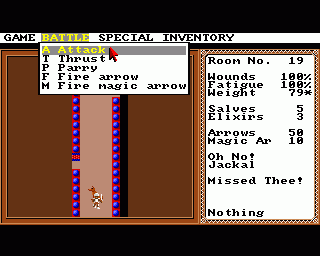 GAME BATTLE SPECIAL INVENTORY
A Attack
T Thrust
P Parry
F Fire arrow
M Fire magic arrow
Room No. 19
Wounds 100%
Fatigue 100%
Weight 79*
Salves 5
Elixirs 3
Arrows 50
Magic Ar 10
Oh No!
Jackal
Missed Thee!
Nothing